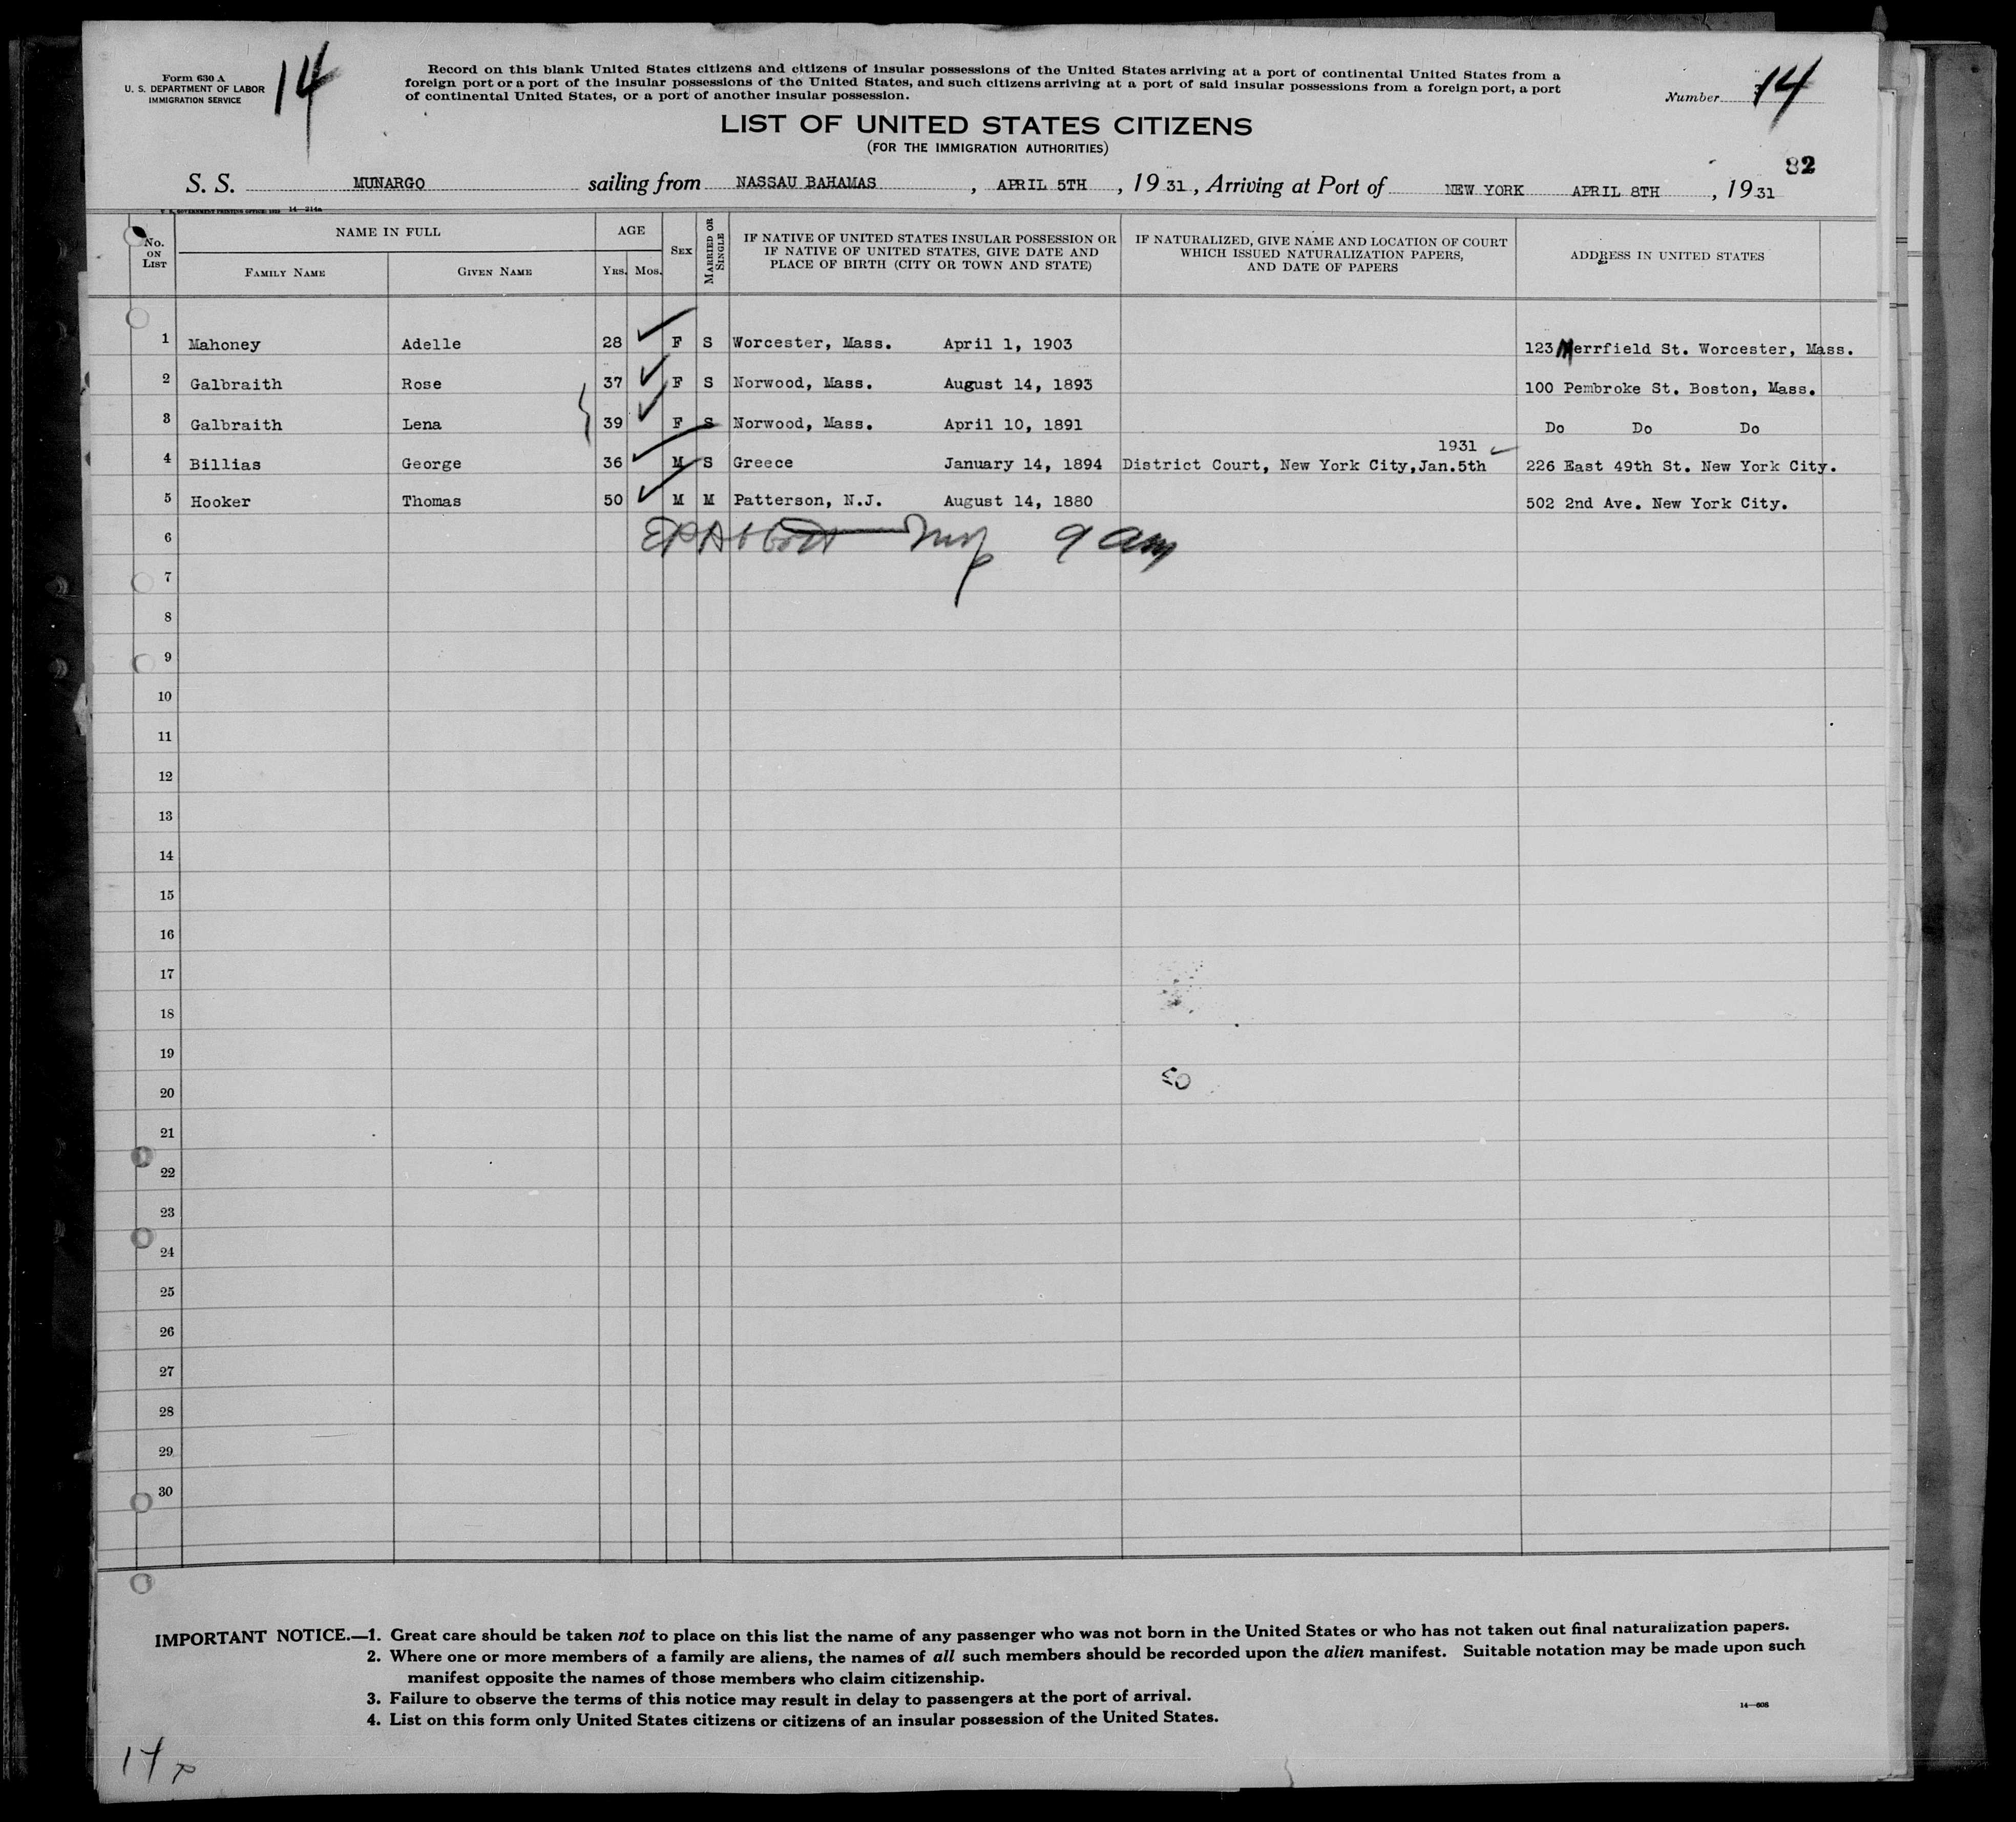 Form 630 A
U. S. DEPARTMENT OF LABOR
IMMIGRATION SERVICE
14
Record on this blank United States citizens and citizens of insular possessions of the United States arriving at a port of continental United States from a
foreign port or a port of the insular possessions of the United States, and such citizens arriving at a port of said insular possessions from a foreign port, a port
of continental United States, or a port of another insular possession.
Number 14
LIST OF UNITED STATES CITIZENS
(FOR THE IMMIGRATION AUTHORITIES)
82
S. S. MUNARGO sailing from NASSAU BAHAMAS , APRIL 5TH , 1931 , Arriving at Port of NEW YORK APRIL 8TH , 1931
U. S. GOVERNMENT PRINTING OFFICE: 14—214a
No. ON LIST NAME IN FULL AGE SEX MARRIED OR SINGLE IF NATIVE OF UNITED STATES INSULAR POSSESSION OR IF NATIVE OF UNITED STATES, GIVE DATE AND PLACE OF BIRTH (CITY OR TOWN AND STATE) IF NATURALIZED, GIVE NAME AND LOCATION OF COURT WHICH ISSUED NATURALIZATION PAPERS, AND DATE OF PAPERS ADDRESS IN UNITED STATES
FAMILY NAME GIVEN NAME YRS. MOS.
1 Mahoney Adelle 28 F S Worcester, Mass. April 1, 1903 123 Merrfield St. Worcester, Mass.
2 Galbraith Rose 37 F S Norwood, Mass. August 14, 1893 100 Pembroke St. Boston, Mass.
3 Galbraith Lena 39 F S Norwood, Mass. April 10, 1891 Do Do Do
1931
4 Billias George 36 M S Greece January 14, 1894 District Court, New York City,Jan.5th 226 East 49th St. New York City.
5 Hooker Thomas 50 M M Patterson, N.J. August 14, 1880 502 2nd Ave. New York City.
6 9 am
7
8
9
10
11
12
13
14
15
16
17
18
19
20
21
22
23
24
25
26
27
28
29
30
IMPORTANT NOTICE.—1. Great care should be taken not to place on this list the name of any passenger who was not born in the United States or who has not taken out final naturalization papers.
2. Where one or more members of a family are aliens, the names of all such members should be recorded upon the alien manifest. Suitable notation may be made upon such
manifest opposite the names of those members who claim citizenship.
3. Failure to observe the terms of this notice may result in delay to passengers at the port of arrival.
4. List on this form only United States citizens or citizens of an insular possession of the United States.
14—608